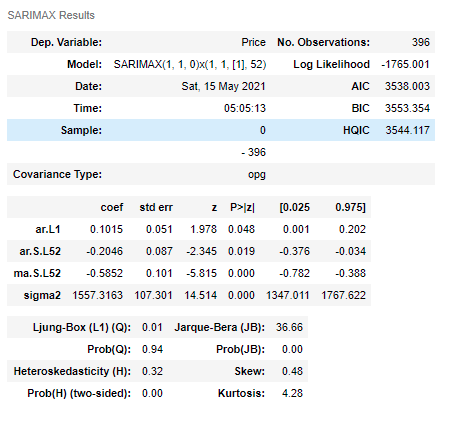 SARIMAX Results
Dep. Variable: Price No. Observations: 396
Model: SARIMAX(1, 1, 0)x(1, 1, [1], 52) Log Likelihood -1765.001
Date: Sat, 15 May 2021 AIC 3538.003
Time: 05:05:13 BIC 3553.354
Sample: 0 HQIC 3544.117
- 396
Covariance Type: opg
coef std err z P>|z| [0.025 0.975]
ar.L1 0.1015 0.051 1.978 0.048 0.001 0.202
ar.S.L52 -0.2046 0.087 -2.345 0.019 -0.376 -0.034
ma.S.L52 -0.5852 0.101 -5.815 0.000 -0.782 -0.388
sigma2 1557.3163 107.301 14.514 0.000 1347.011 1767.622
Ljung-Box (L1) (Q): 0.01 Jarque-Bera (JB): 36.66
Prob(Q): 0.94 Prob(JB): 0.00
Heteroskedasticity (H): 0.32 Skew: 0.48
Prob(H) (two-sided): 0.00 Kurtosis: 4.28